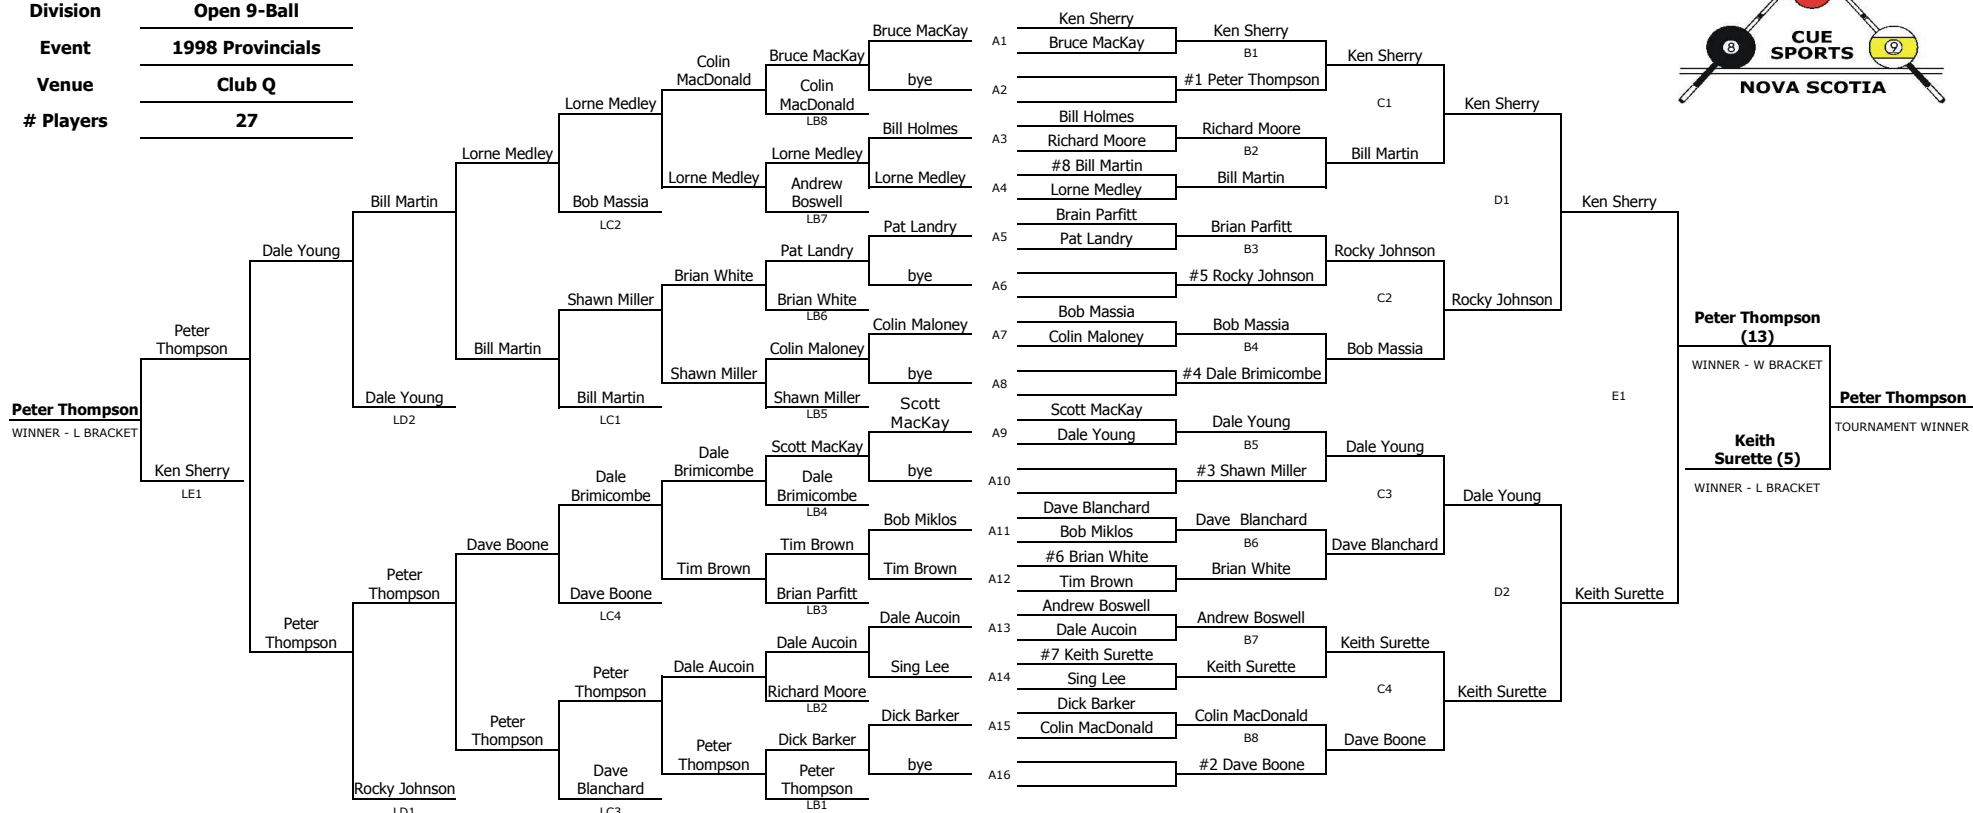 Division Open 9-Ball
Event 1998 Provincials
Venue Club Q
# Players 27
CUE
SPORTS
NOVA SCOTIA
8
9
Peter Thompson
WINNER - L BRACKET
Peter
Thompson
Ken Sherry
LE1
Dale Young
Peter
Thompson
Bill Martin
Dale Young
LD2
Peter
Thompson
Rocky Johnson
LD1
Lorne Medley
Bill Martin
Dave Boone
Peter
Thompson
Lorne Medley
Bob Massia
LC2
Shawn Miller
Bill Martin
LC1
Dale
Brimicombe
Dave Boone
LC4
Peter
Thompson
Dave
Blanchard
LC3
Colin
MacDonald
Lorne Medley
Brian White
Shawn Miller
Dale
Brimicombe
Tim Brown
Dale Aucoin
Peter
Thompson
Bruce MacKay
Colin
MacDonald
LB8
Lorne Medley
Andrew
Boswell
LB7
Pat Landry
Brian White
LB6
Colin Maloney
Shawn Miller
LB5
Scott MacKay
Dale
Brimicombe
LB4
Tim Brown
Brian Parfitt
LB3
Dale Aucoin
Richard Moore
LB2
Dick Barker
Peter
Thompson
LB1
Bruce MacKay
bye
Bill Holmes
Lorne Medley
Pat Landry
bye
Colin Maloney
bye
Scott
MacKay
bye
Bob Miklos
Tim Brown
Dale Aucoin
Sing Lee
Dick Barker
bye
A1
A2
A3
A4
A5
A6
A7
A8
A9
A10
A11
A12
A13
A14
A15
A16
Ken Sherry
Bruce MacKay
Bill Holmes
Richard Moore
#8 Bill Martin
Lorne Medley
Brain Parfitt
Pat Landry
Bob Massia
Colin Maloney
Scott MacKay
Dale Young
Dave Blanchard
Bob Miklos
#6 Brian White
Tim Brown
Andrew Boswell
Dale Aucoin
#7 Keith Surette
Sing Lee
Dick Barker
Colin MacDonald
Ken Sherry
B1
#1 Peter Thompson
Richard Moore
B2
Bill Martin
Brian Parfitt
B3
#5 Rocky Johnson
Bob Massia
B4
#4 Dale Brimicombe
Dale Young
B5
#3 Shawn Miller
Dave Blanchard
B6
Brian White
Andrew Boswell
B7
Keith Surette
Colin MacDonald
B8
#2 Dave Boone
Ken Sherry
C1
Bill Martin
Rocky Johnson
C2
Bob Massia
Dale Young
C3
Dave Blanchard
Keith Surette
C4
Dave Boone
Ken Sherry
D1
Rocky Johnson
Dale Young
D2
Keith Surette
Ken Sherry
E1
Keith Surette
Peter Thompson
(13)
WINNER - W BRACKET
Keith
Surette (5)
WINNER - L BRACKET
Peter Thompson
TOURNAMENT WINNER